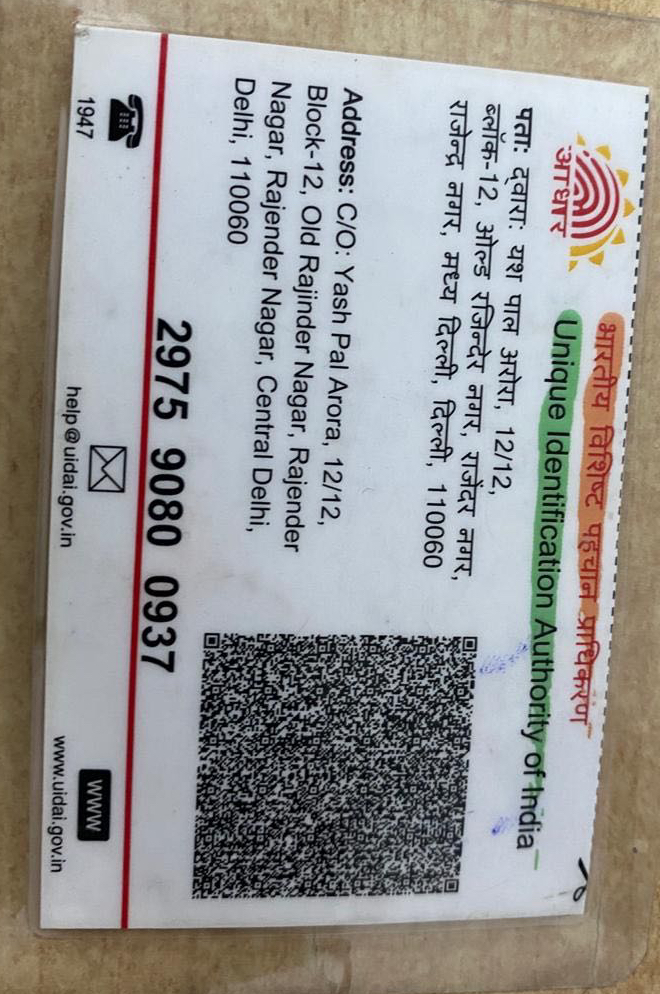 भारतीय विशिष्ट पहचान प्राधिकरण
Unique Identification Authority of India
आधार
पता: द्वारा: यश पाल अरोरा, 12/12,
ब्लॉक-12, ओल्ड रजिन्देर नगर, राजेंदर नगर,
राजेन्द्र नगर, मध्य दिल्ली, दिल्ली, 110060
Address: C/O: Yash Pal Arora, 12/12,
Block-12, Old Rajinder Nagar, Rajender
Nagar, Rajender Nagar, Central Delhi,
Delhi, 110060
2975 9080 0937
1947
help@uidai.gov.in
www
www.uidai.gov.in